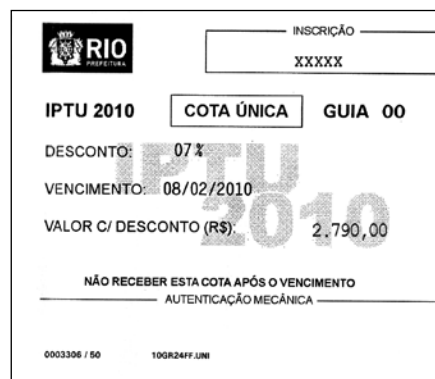 RIO
PREFEITURA
INSCRIÇÃO
XXXXX
IPTU 2010
COTA ÚNICA
GUIA 00
IPTU
2010
DESCONTO: 07%
VENCIMENTO: 08/02/2010
VALOR C/ DESCONTO (R$): 2.790,00
NÃO RECEBER ESTA COTA APÓS O VENCIMENTO
AUTENTICAÇÃO MECÂNICA
0003306 / 50 10GR24FF.UNI